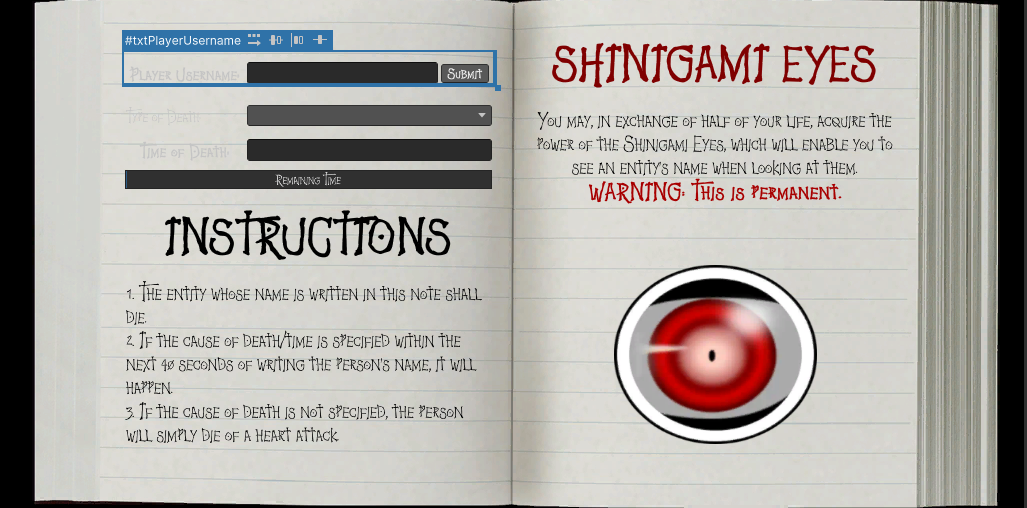 #txtPlayerUsername
Player Username:
Submit
Type of Death:
Time of Death:
Remaining Time
INSTRUCTIONS
1. The entity whose name is written in this note shall
die.
2. If the cause of death/time is specified within the
next 40 seconds of writing the person's name, it will
happen.
3. If the cause of death is not specified, the person
will simply die of a heart attack.
SHINIGAMI EYES
You may, in exchange of half of your life, acquire the
power of the Shinigami Eyes, which will enable you to
see an entity's name when looking at them.
WARNING: This is permanent.